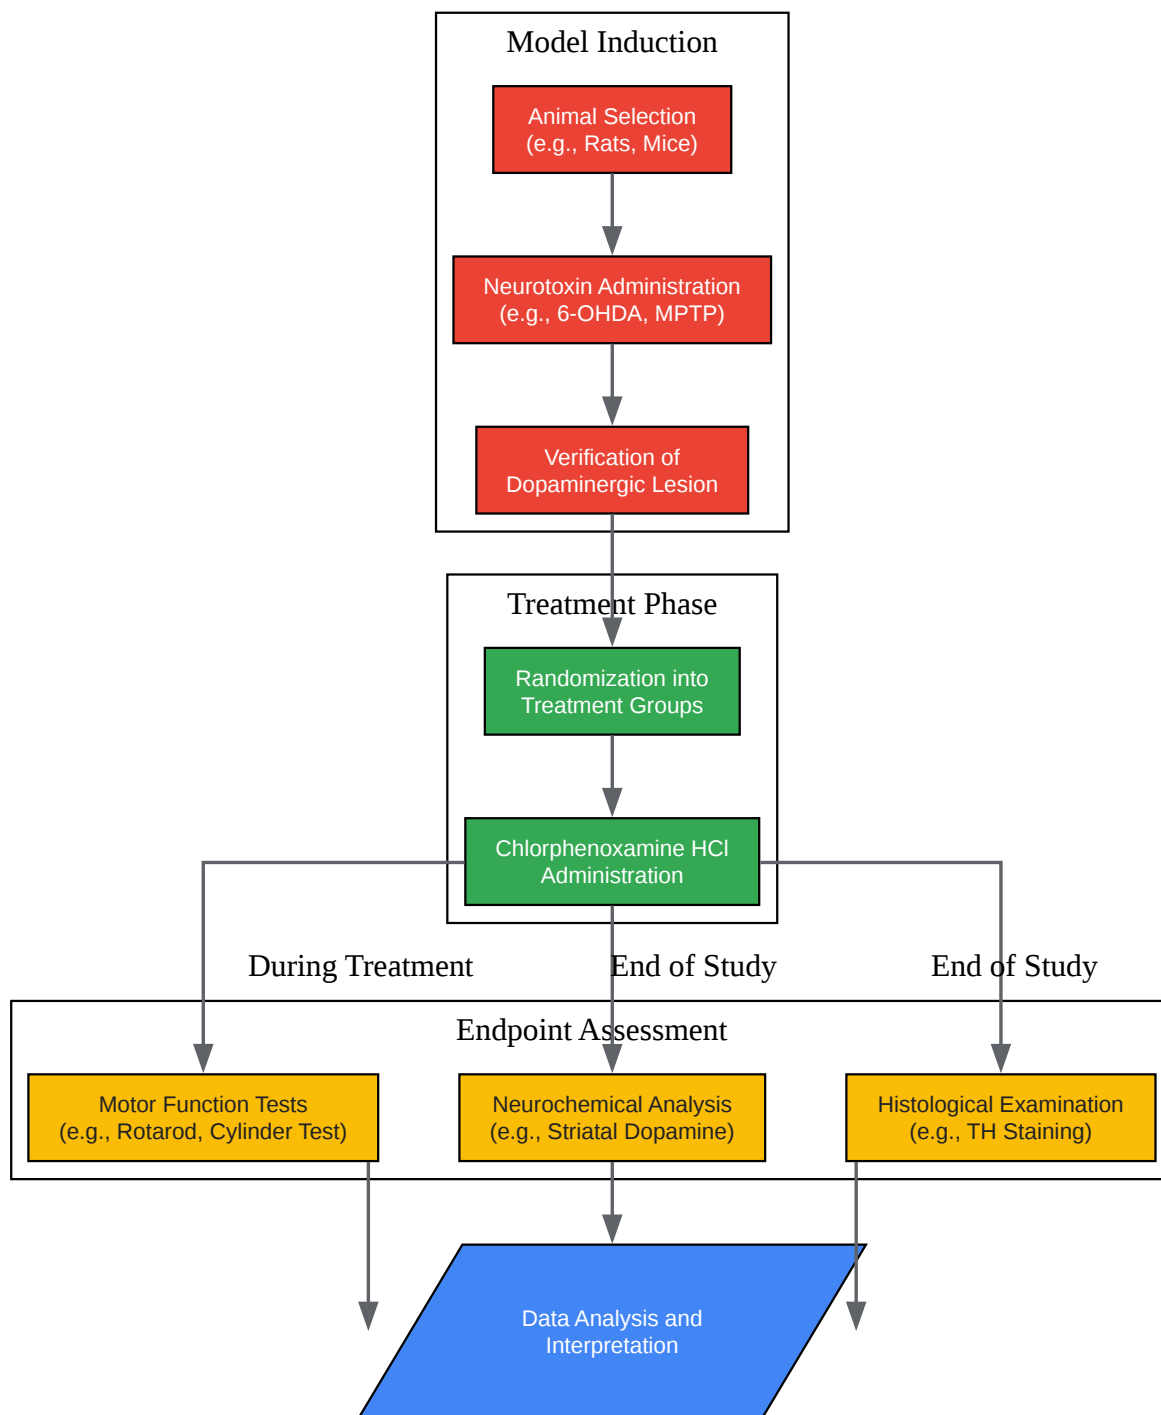 Model Induction
Animal Selection
(e.g., Rats, Mice)
Neurotoxin Administration
(e.g., 6-OHDA, MPTP)
Verification of
Dopaminergic Lesion
Treatment Phase
Randomization into
Treatment Groups
Chlorphenoxamine HCl
Administration
During Treatment
End of Study
End of Study
Endpoint Assessment
Motor Function Tests
(e.g., Rotarod, Cylinder Test)
Neurochemical Analysis
(e.g., Striatal Dopamine)
Histological Examination
(e.g., TH Staining)
Data Analysis and
Interpretation